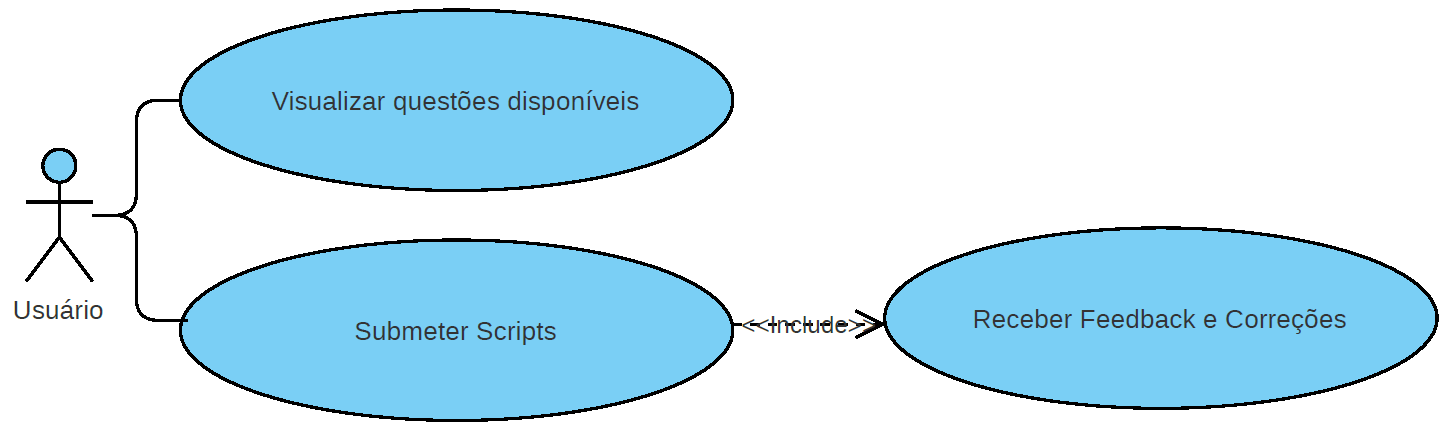 Visualizar questões disponíveis
Usuário
Submeter Scripts
<<Include>>
Receber Feedback e Correções